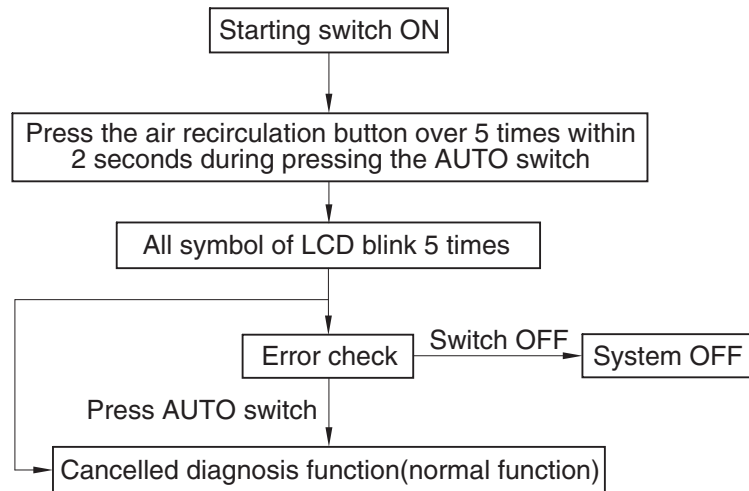 Starting switch ON
Press the air recirculation button over 5 times within
2 seconds during pressing the AUTO switch
All symbol of LCD blink 5 times
Error check
Switch OFF
System OFF
Press AUTO switch
Cancelled diagnosis function(normal function)